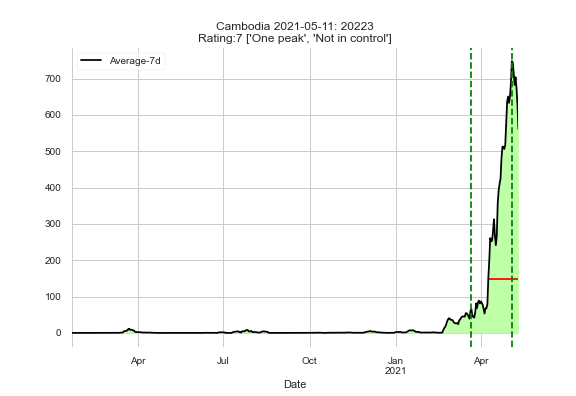 Cambodia 2021-05-11: 20223
Rating:7 ['One peak', 'Not in control']
Average-7d
700
600
500
400
300
200
100
0
Apr
Jul
Oct
Jan
2021
Apr
Date